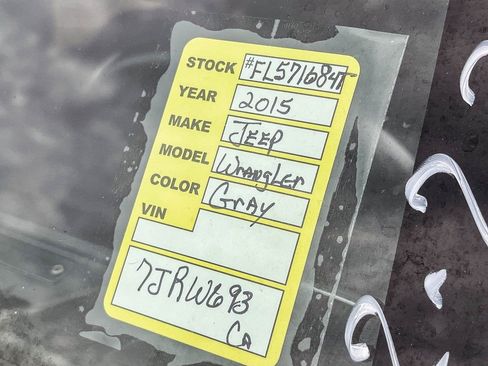 STOCK #FL571684T
YEAR 2015
MAKE JEEP
MODEL Wrangler
COLOR Gray
VIN
7JRW693
CA